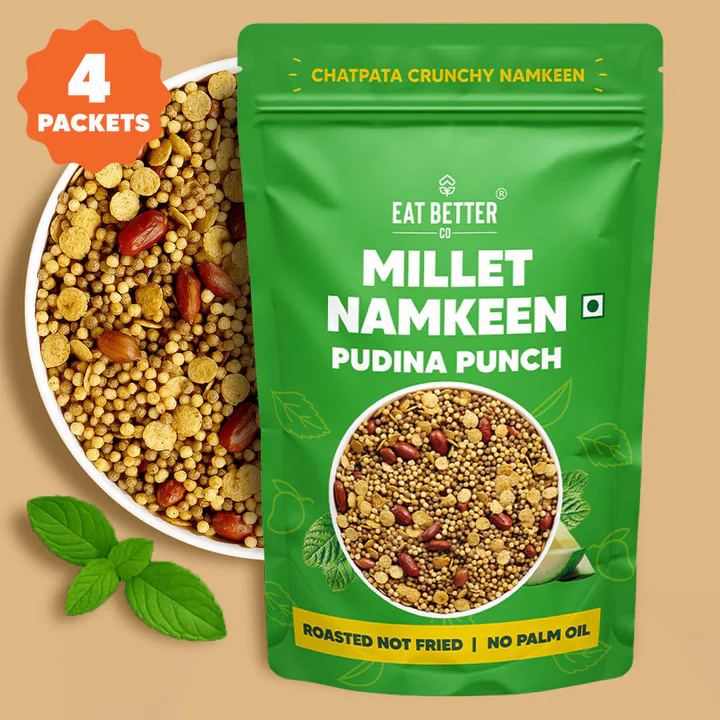 4
PACKETS
CHATPATA CRUNCHY NAMKEEN
EAT BETTER ®
CO
MILLET
NAMKEEN
PUDINA PUNCH
ROASTED NOT FRIED | NO PALM OIL